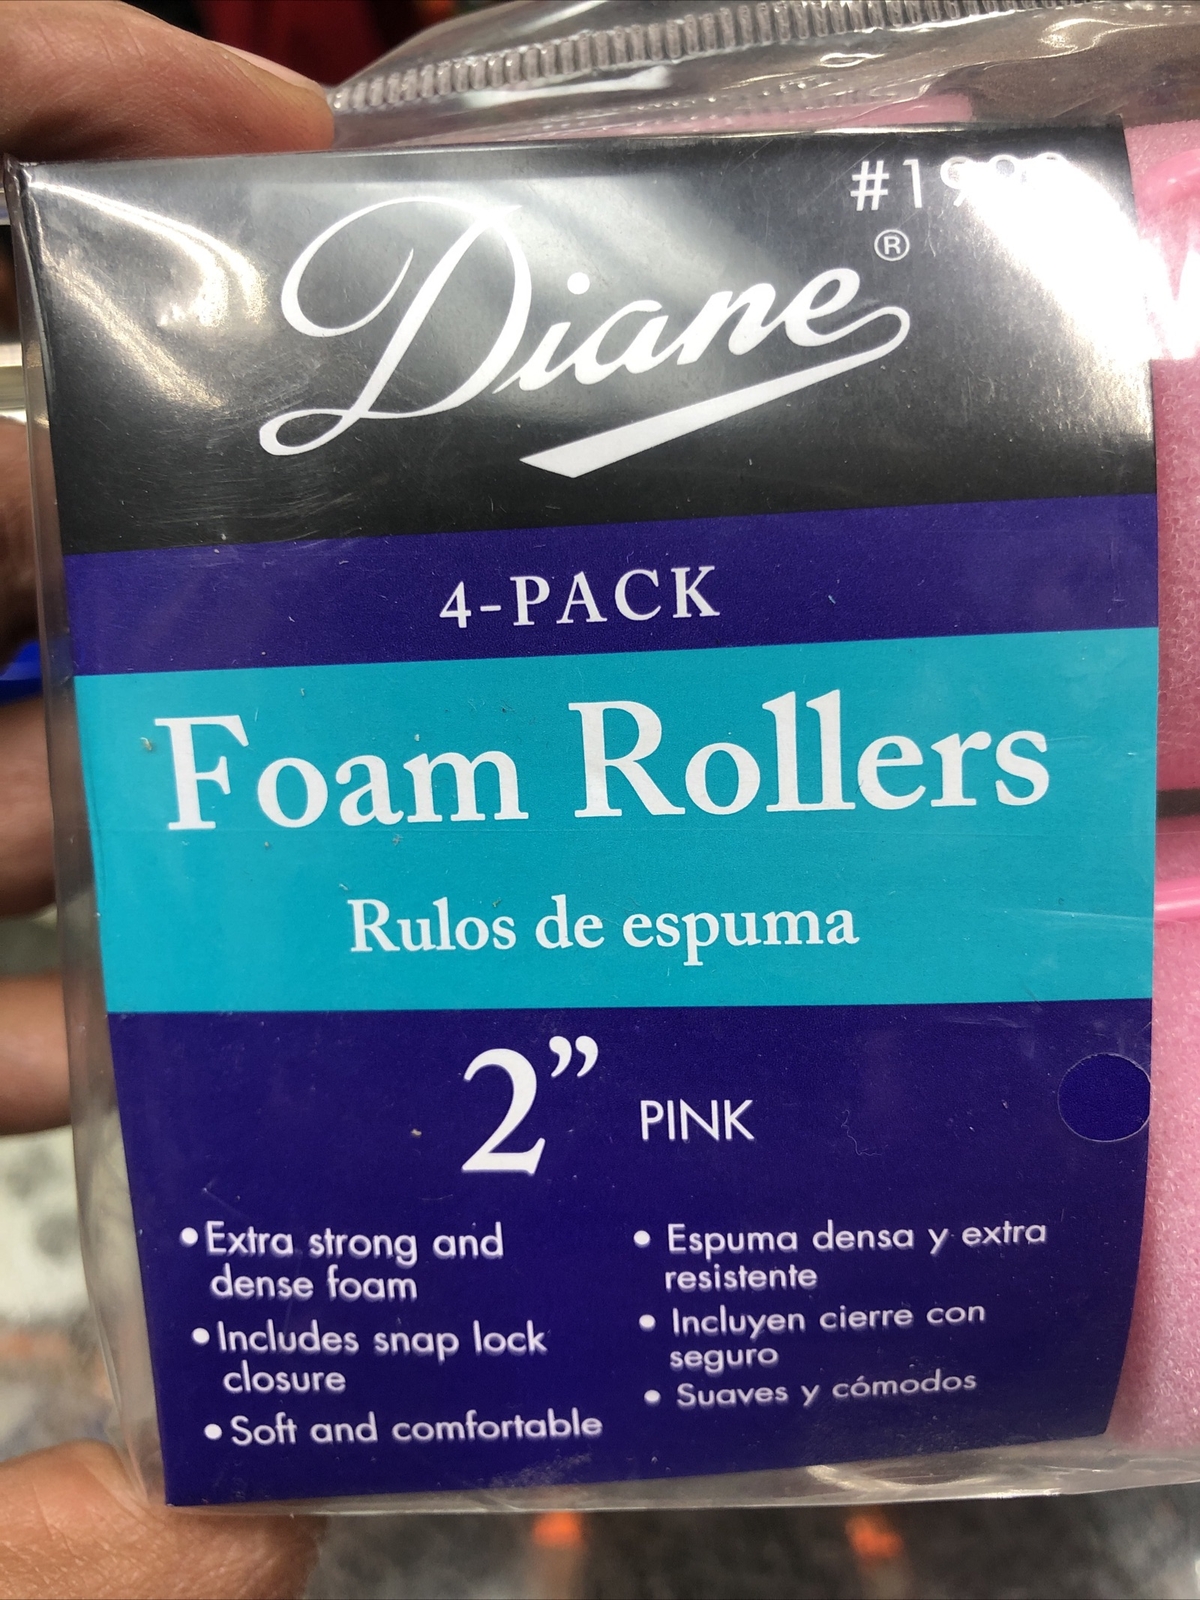 Diane®
4-PACK
Foam Rollers
Rulos de espuma
2” PINK
• Extra strong and
dense foam
• Includes snap lock
closure
• Soft and comfortable
• Espuma densa y extra
resistente
• Incluyen cierre con
seguro
• Suaves y cómodos